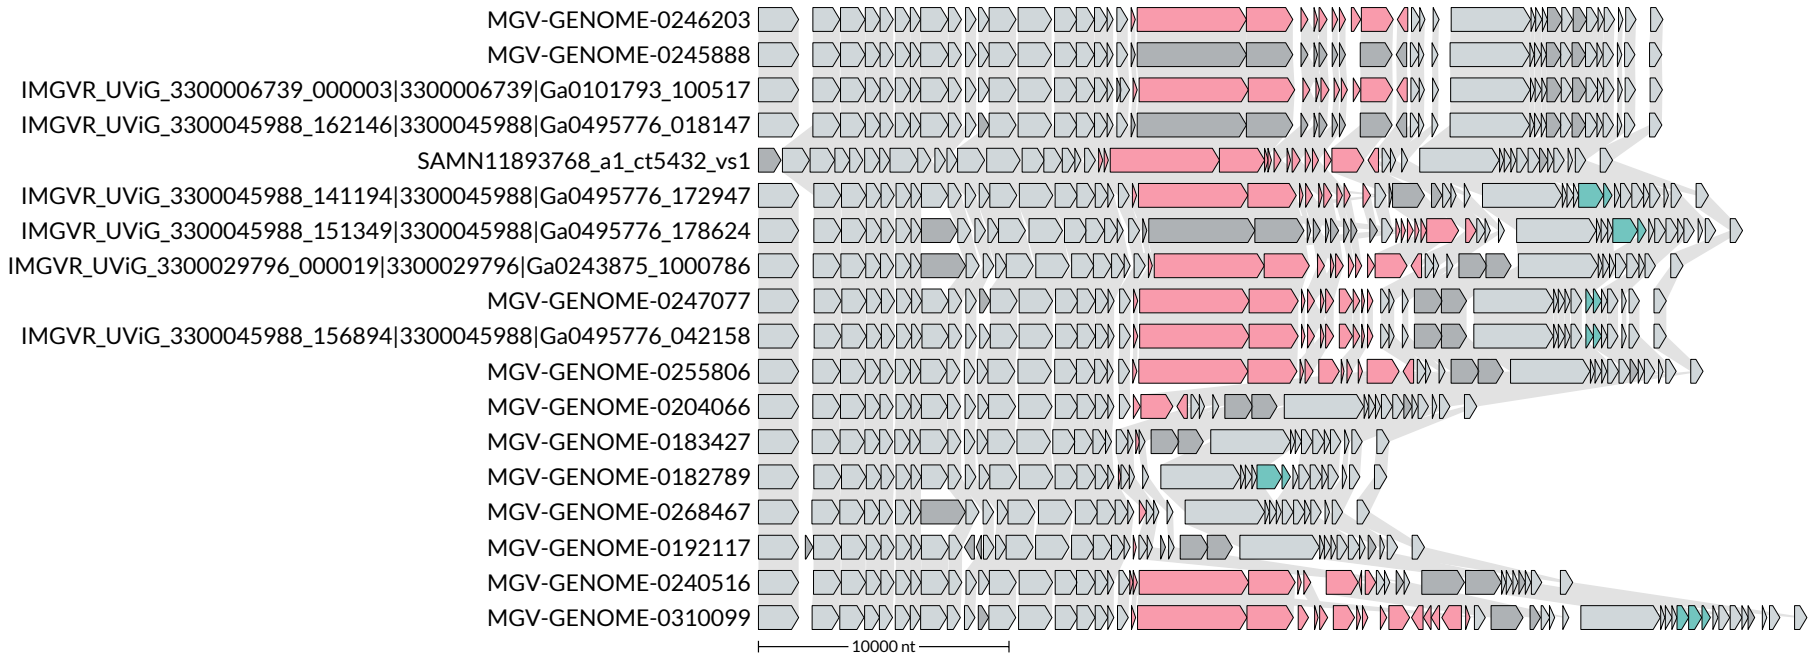 MGV-GENOME-0246203
MGV-GENOME-0245888
IMGVR_UViG_3300006739_000003|3300006739|Ga0101793_100517
IMGVR_UViG_3300045988_162146|3300045988|Ga0495776_018147
SAMN11893768_a1_ct5432_vs1
IMGVR_UViG_3300045988_141194|3300045988|Ga0495776_172947
IMGVR_UViG_3300045988_151349|3300045988|Ga0495776_178624
IMGVR_UViG_3300029796_000019|3300029796|Ga0243875_1000786
MGV-GENOME-0247077
IMGVR_UViG_3300045988_156894|3300045988|Ga0495776_042158
MGV-GENOME-0255806
MGV-GENOME-0204066
MGV-GENOME-0183427
MGV-GENOME-0182789
MGV-GENOME-0268467
MGV-GENOME-0192117
MGV-GENOME-0240516
MGV-GENOME-0310099
10000 nt